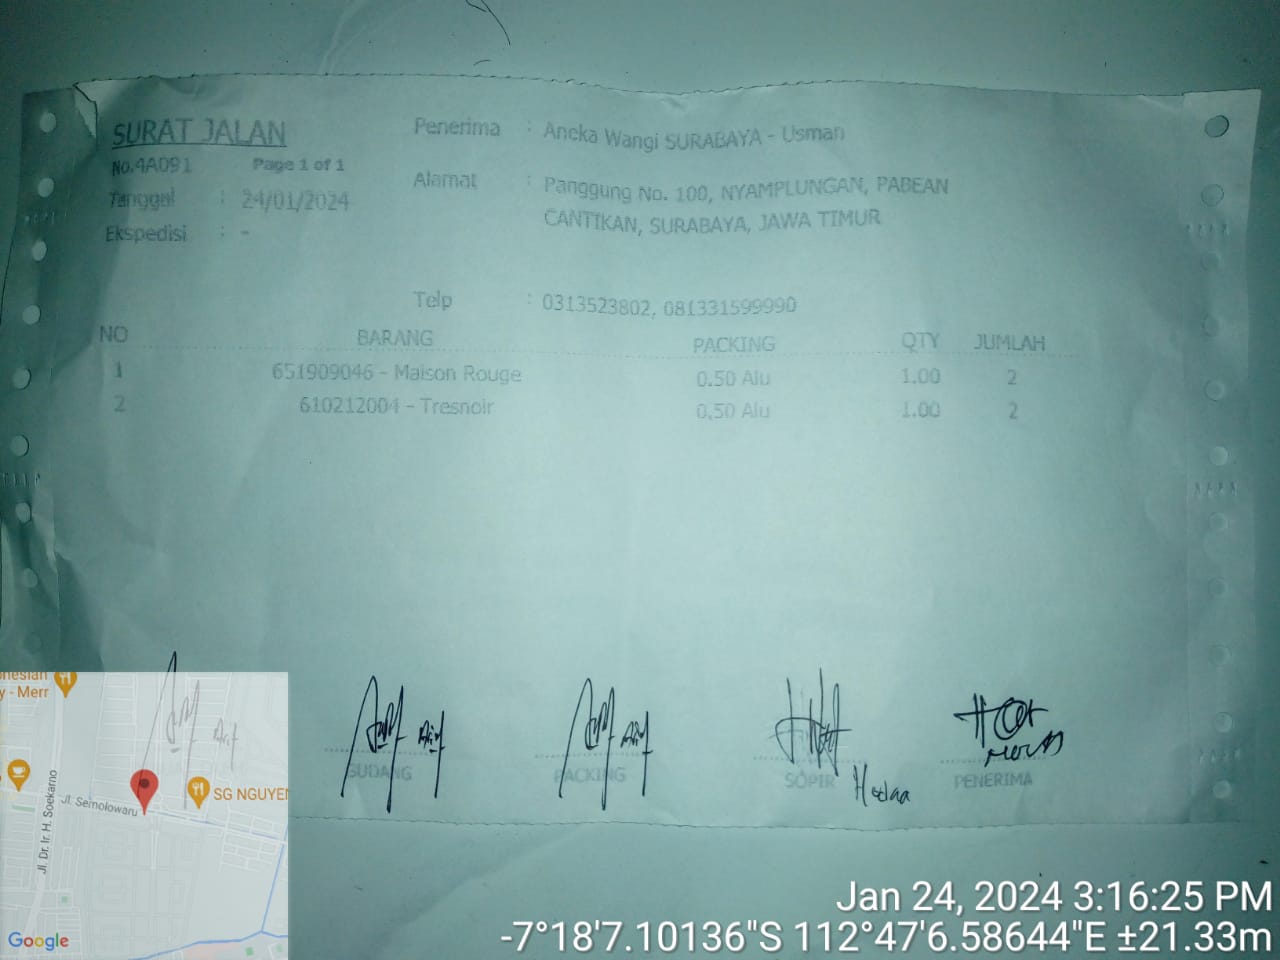 SURAT JALAN
No.4A091 Page 1 of 1
Tanggal : 24/01/2024
Ekspedisi : -
Penerima : Aneka Wangi SURABAYA - Usman
Alamat : Panggung No. 100, NYAMPLUNGAN, PABEAN
CANTIKAN, SURABAYA, JAWA TIMUR
Telp : 0313523802, 081331599990
NO BARANG PACKING QTY JUMLAH
1 651909046 - Maison Rouge 0.50 Alu 1.00 2
2 610212004 - Tresnoir 0.50 Alu 1.00 2
GUDANG PACKING SOPIR PENERIMA
y - Merr
Jl. Dr. Ir. H. Soekarno
Jl. Semolowaru
SG NGUYEN
Google
Jan 24, 2024 3:16:25 PM
-7°18'7.10136"S 112°47'6.58644"E ±21.33m